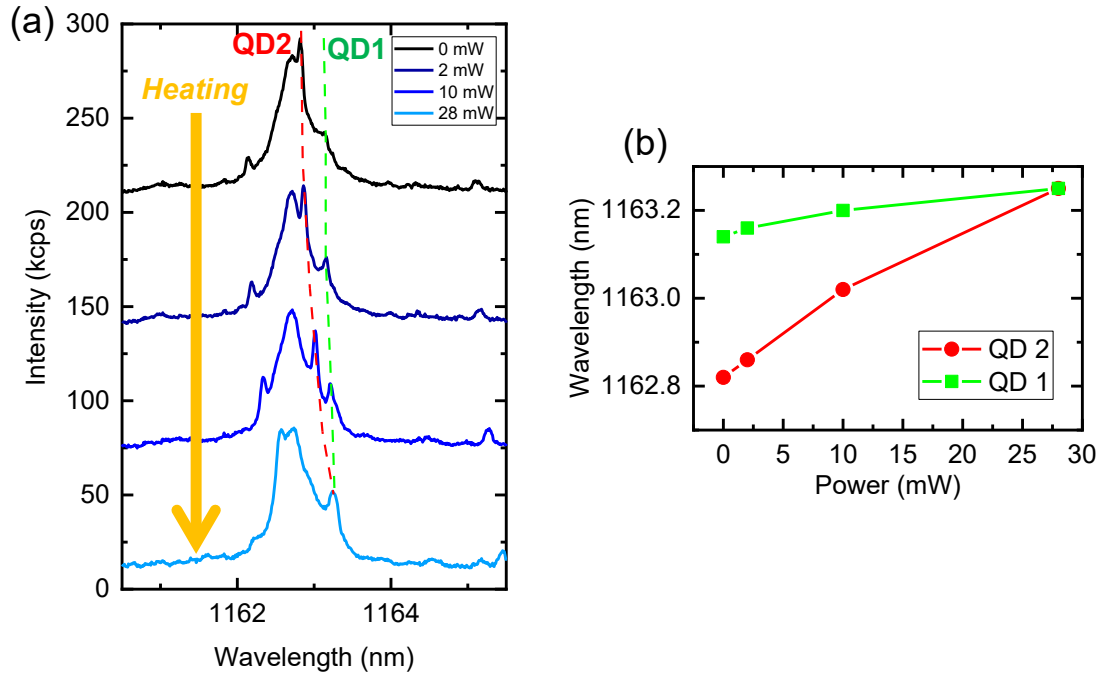 (a)
300
250
200
150
100
50
0
Intensity (kcps)
QD2
QD1
Heating
0 mW
2 mW
10 mW
28 mW
1162
1164
Wavelength (nm)
(b)
1163.2
1163.0
1162.8
Wavelength (nm)
QD 2
QD 1
0 5 10 15 20 25 30
Power (mW)